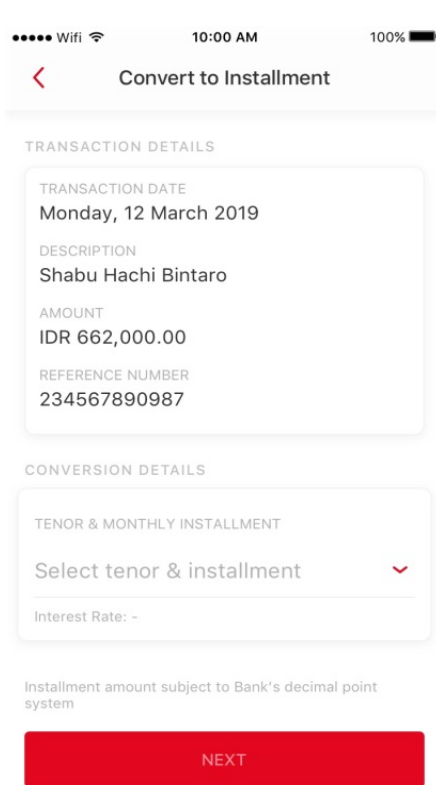 Wifi 10:00 AM 100%
Convert to Installment
TRANSACTION DETAILS
TRANSACTION DATE
Monday, 12 March 2019
DESCRIPTION
Shabu Hachi Bintaro
AMOUNT
IDR 662,000.00
REFERENCE NUMBER
234567890987
CONVERSION DETAILS
TENOR & MONTHLY INSTALLMENT
Select tenor & installment
Interest Rate: -
Installment amount subject to Bank's decimal point
system
NEXT